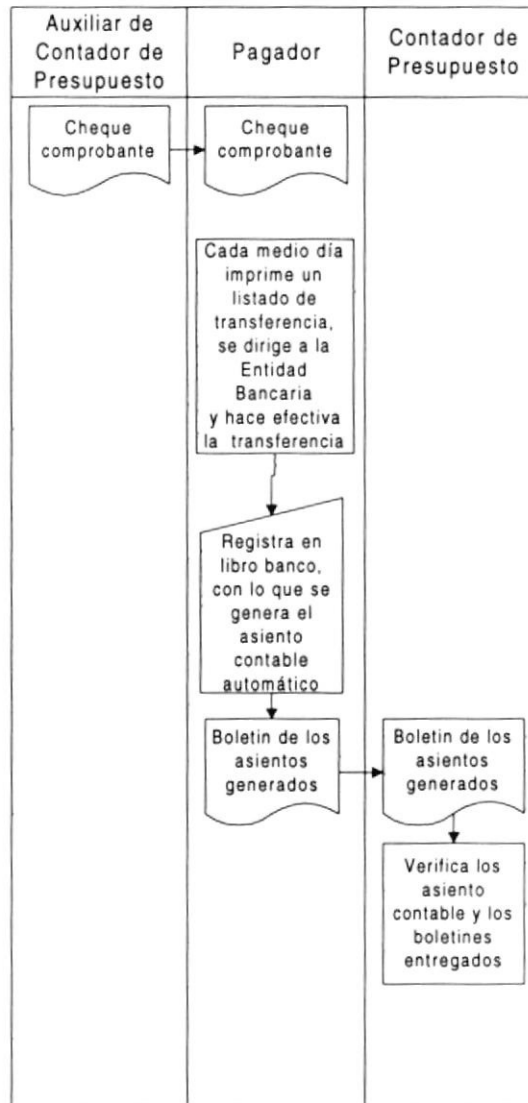 Auxiliar de
Contador de
Presupuesto
Pagador
Contador de
Presupuesto
Cheque
comprobante
Cheque
comprobante
Cada medio día
imprime un
listado de
transferencia,
se dirige a la
Entidad
Bancaria
y hace efectiva
la transferencia
Registra en
libro banco,
con lo que se
genera el
asiento
contable
automático
Boletin de los
asientos
generados
Boletin de los
asientos
generados
Verifica los
asiento
contable y los
boletines
entregados